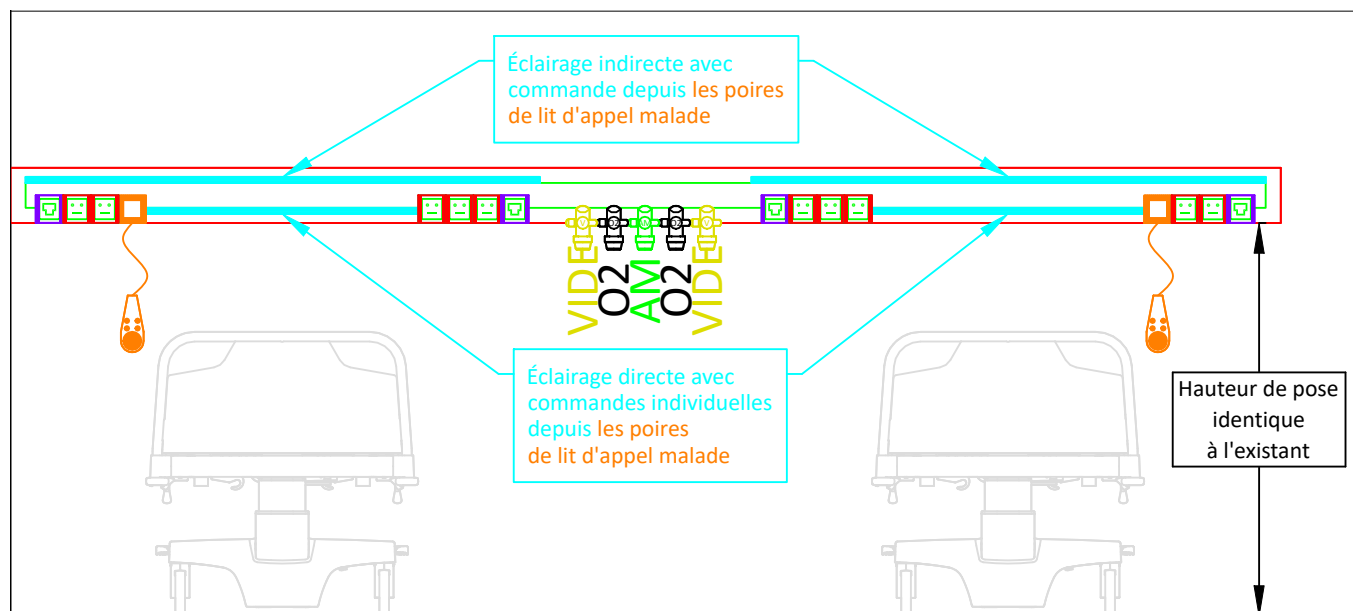 Éclairage indirecte avec
commande depuis les poires
de lit d'appel malade
VIDE
O2
AM
O2
VIDE
Éclairage directe avec
commandes individuelles
depuis les poires
de lit d'appel malade
Hauteur de pose
identique
à l'existant